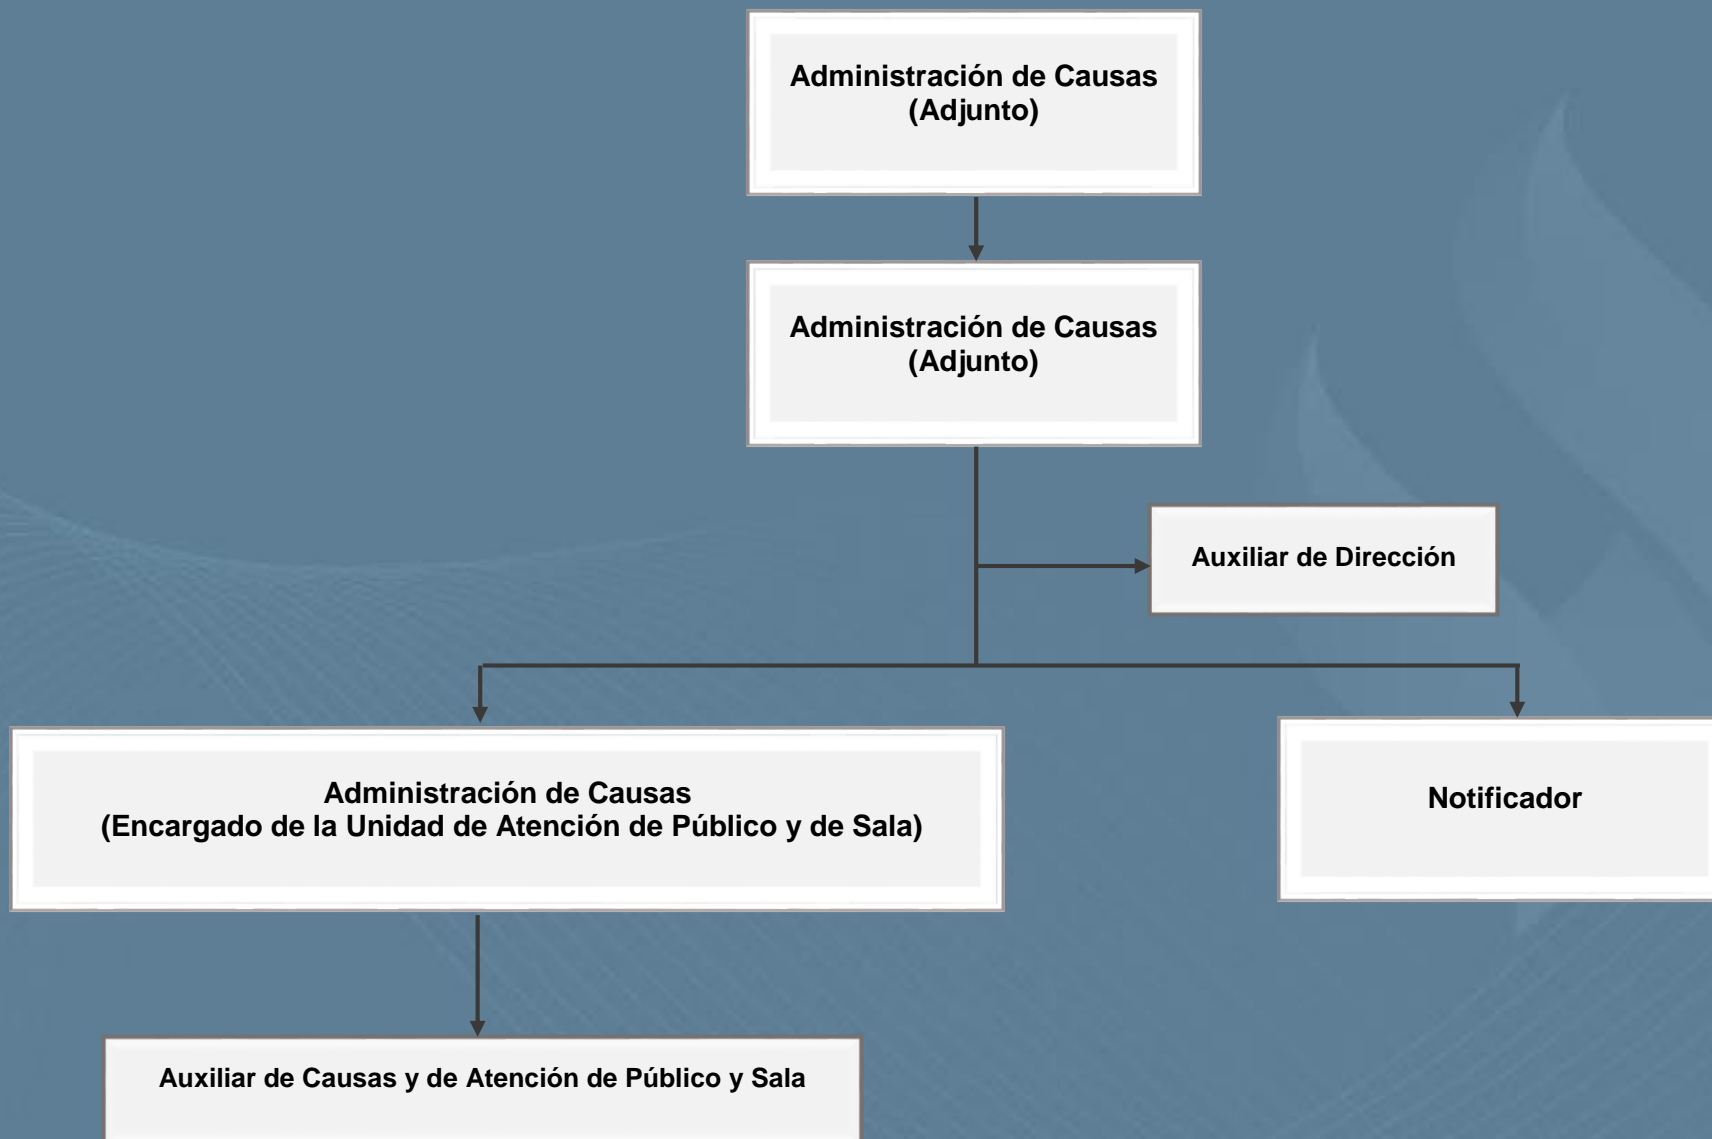 Administración de Causas
(Adjunto)
Administración de Causas
(Adjunto)
Auxiliar de Dirección
Administración de Causas
(Encargado de la Unidad de Atención de Público y de Sala)
Notificador
Auxiliar de Causas y de Atención de Público y Sala